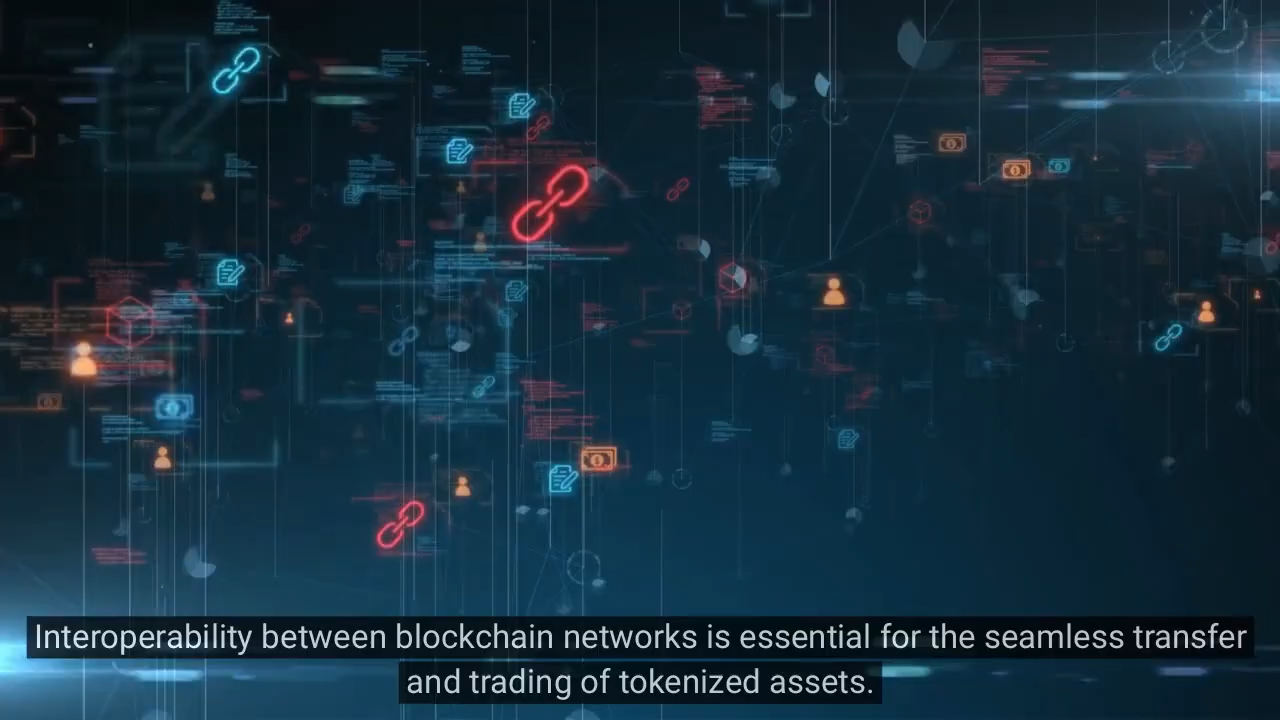 Interoperability between blockchain networks is essential for the seamless transfer
and trading of tokenized assets.